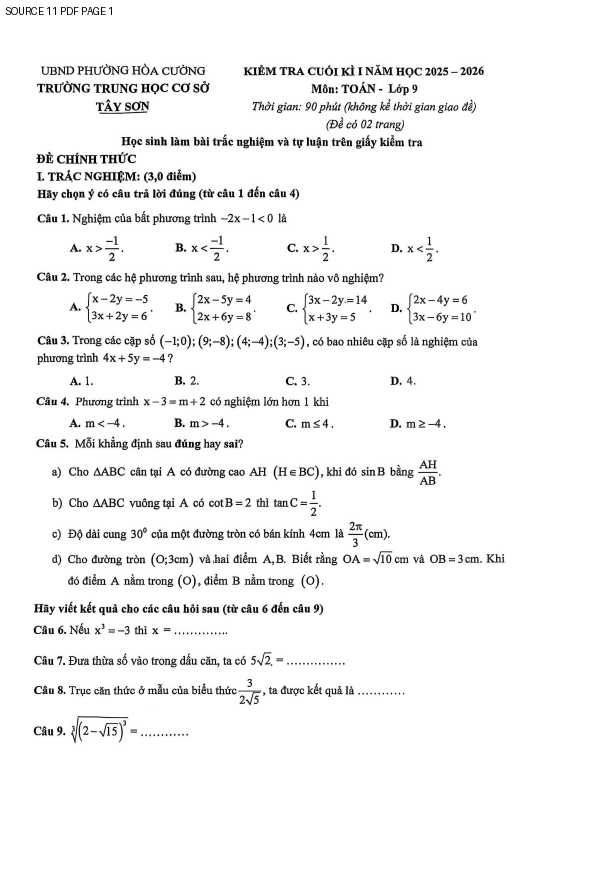 SOURCE 11 PDF PAGE 1
UBND PHƯỜNG HÒA CƯỜNG
TRƯỜNG TRUNG HỌC CƠ SỞ
TÂY SƠN
KIỂM TRA CUỐI KÌ I NĂM HỌC 2025 – 2026
Môn: TOÁN - Lớp 9
Thời gian: 90 phút (không kể thời gian giao đề)
(Đề có 02 trang)
Học sinh làm bài trắc nghiệm và tự luận trên giấy kiểm tra
ĐỀ CHÍNH THỨC
I. TRẮC NGHIỆM: (3,0 điểm)
Hãy chọn ý có câu trả lời đúng (từ câu 1 đến câu 4)
Câu 1. Nghiệm của bất phương trình −2x−1<0 là
A. x > −1/2. B. x < −1/2. C. x > 1/2. D. x < 1/2.
Câu 2. Trong các hệ phương trình sau, hệ phương trình nào vô nghiệm?
A. {x−2y=−5; 3x+2y=6. B. {2x−5y=4; 2x+6y=8. C. {3x−2y=14; x+3y=5. D. {2x−4y=6; 3x−6y=10.
Câu 3. Trong các cặp số (−1;0); (9;−8); (4;−4);(3;−5), có bao nhiêu cặp số là nghiệm của
phương trình 4x+5y=−4?
A. 1. B. 2. C. 3. D. 4.
Câu 4. Phương trình x−3=m+2 có nghiệm lớn hơn 1 khi
A. m<−4. B. m>−4. C. m≤4. D. m≥−4.
Câu 5. Mỗi khẳng định sau đúng hay sai?
a) Cho ΔABC cân tại A có đường cao AH (H∈BC), khi đó sinB bằng AH/AB.
b) Cho ΔABC vuông tại A có cotB=2 thì tanC=1/2.
c) Độ dài cung 30⁰ của một đường tròn có bán kính 4cm là 2π/3(cm).
d) Cho đường tròn (O;3cm) và hai điểm A,B. Biết rằng OA=√10cm và OB=3cm. Khi
đó điểm A nằm trong (O), điểm B nằm trong (O).
Hãy viết kết quả cho các câu hỏi sau (từ câu 6 đến câu 9)
Câu 6. Nếu x³=−3 thì x = …………..
Câu 7. Đưa thừa số vào trong dấu căn, ta có 5√2 = ……………
Câu 8. Trục căn thức ở mẫu của biểu thức 3/(2√5), ta được kết quả là …………
Câu 9. ∛((2−√15)³) = …………